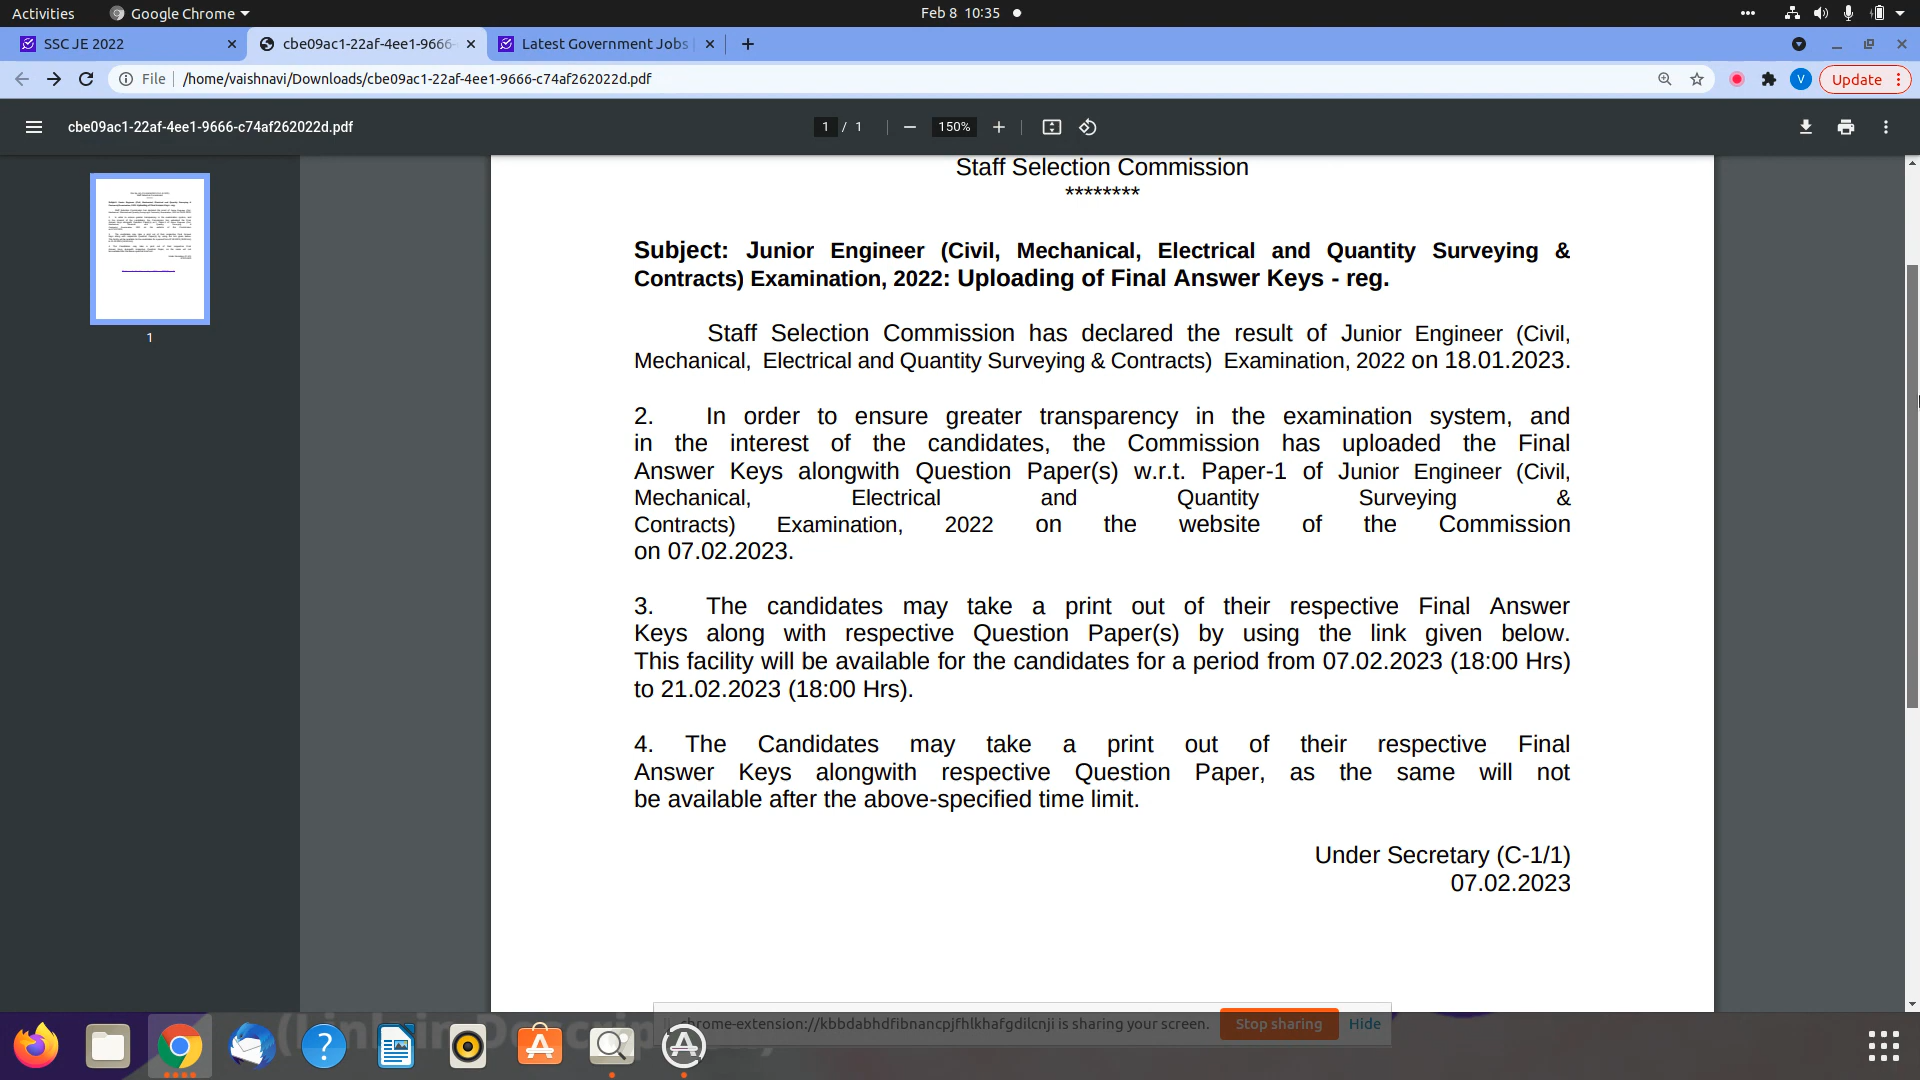 Activities Google Chrome Feb 8 10:35
SSC JE 2022 cbe09ac1-22af-4ee1-9666- Latest Government Jobs
File /home/vaishnavi/Downloads/cbe09ac1-22af-4ee1-9666-c74af262022d.pdf V Update
cbe09ac1-22af-4ee1-9666-c74af262022d.pdf 1 / 1 150%
Staff Selection Commission
********
Subject: Junior Engineer (Civil, Mechanical, Electrical and Quantity Surveying &
Contracts) Examination, 2022: Uploading of Final Answer Keys - reg.
Staff Selection Commission has declared the result of Junior Engineer (Civil,
Mechanical, Electrical and Quantity Surveying & Contracts) Examination, 2022 on 18.01.2023.
2. In order to ensure greater transparency in the examination system, and
in the interest of the candidates, the Commission has uploaded the Final
Answer Keys alongwith Question Paper(s) w.r.t. Paper-1 of Junior Engineer (Civil,
Mechanical, Electrical and Quantity Surveying &
Contracts) Examination, 2022 on the website of the Commission
on 07.02.2023.
3. The candidates may take a print out of their respective Final Answer
Keys along with respective Question Paper(s) by using the link given below.
This facility will be available for the candidates for a period from 07.02.2023 (18:00 Hrs)
to 21.02.2023 (18:00 Hrs).
4. The Candidates may take a print out of their respective Final
Answer Keys alongwith respective Question Paper, as the same will not
be available after the above-specified time limit.
Under Secretary (C-1/1)
07.02.2023
1
chrome-extension://kbbdabhdfibnancpjfhlkhafgdilcnji is sharing your screen. Stop sharing Hide